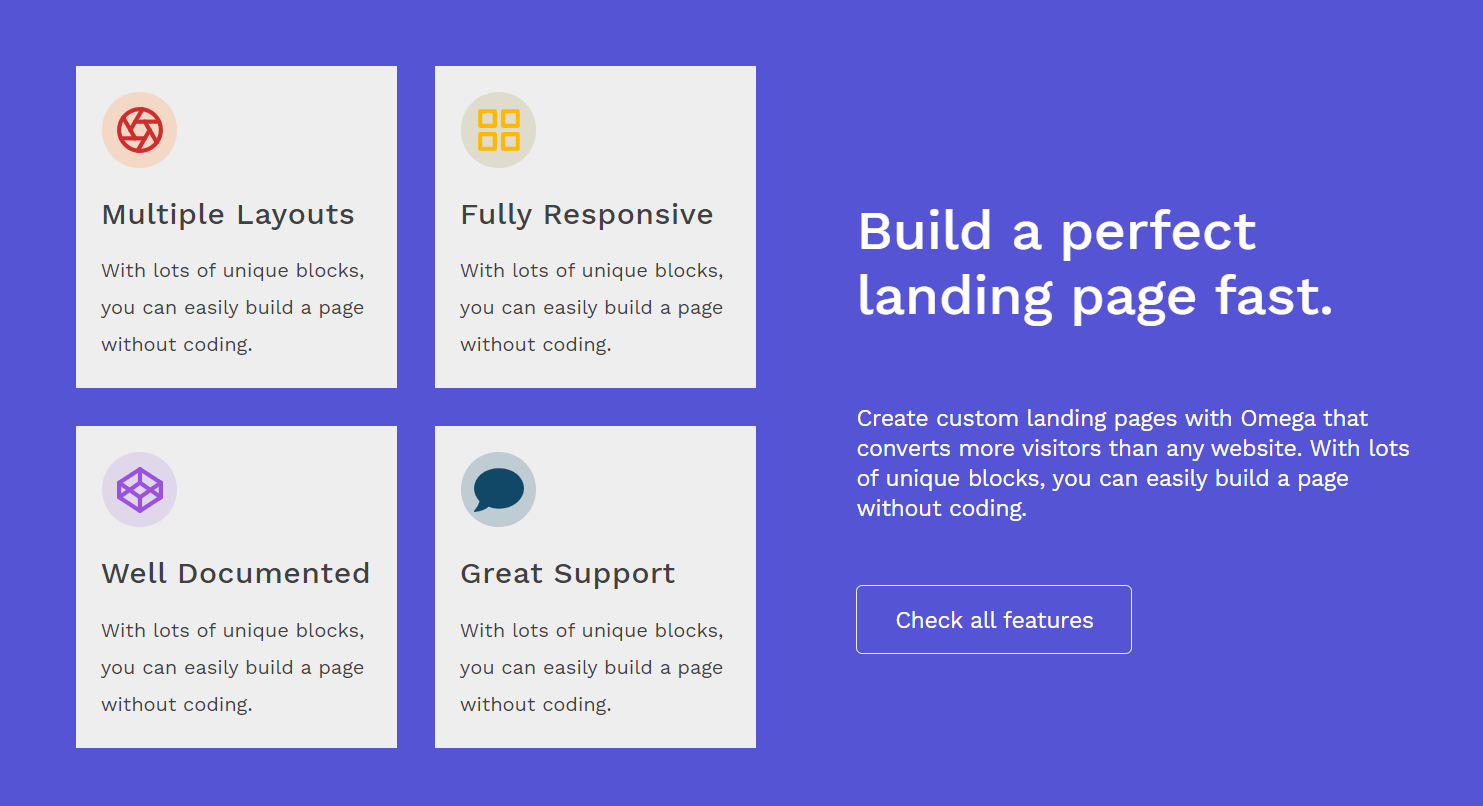 Multiple Layouts
With lots of unique blocks,
you can easily build a page
without coding.
Fully Responsive
With lots of unique blocks,
you can easily build a page
without coding.
Well Documented
With lots of unique blocks,
you can easily build a page
without coding.
Great Support
With lots of unique blocks,
you can easily build a page
without coding.
Build a perfect
landing page fast.
Create custom landing pages with Omega that
converts more visitors than any website. With lots
of unique blocks, you can easily build a page
without coding.
Check all features